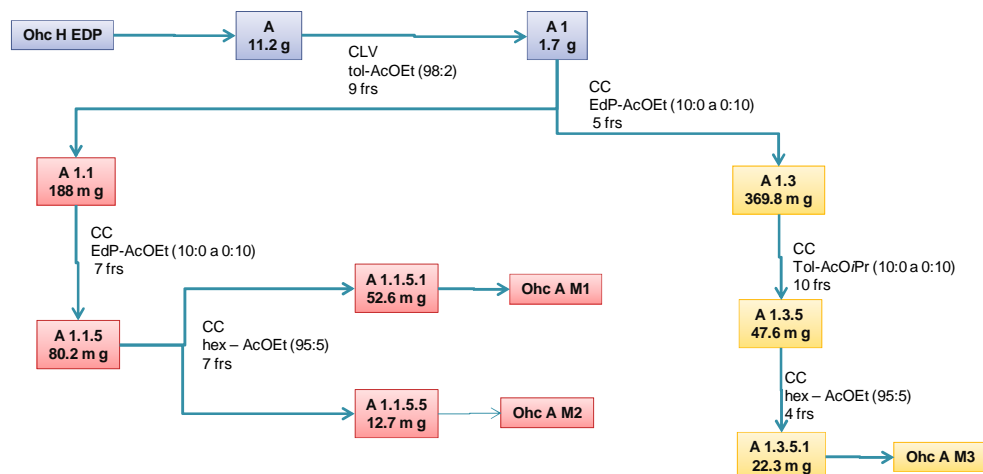 Ohc H EDP
A
11.2 g
A 1
1.7 g
CLV
tol-AcOEt (98:2)
9 frs
CC
EdP-AcOEt (10:0 a 0:10)
5 frs
A 1.1
188 m g
A 1.3
369.8 m g
CC
EdP-AcOEt (10:0 a 0:10)
7 frs
CC
Tol-AcOiPr (10:0 a 0:10)
10 frs
A 1.1.5.1
52.6 m g
Ohc A M1
A 1.1.5
80.2 m g
CC
hex – AcOEt (95:5)
7 frs
A 1.3.5
47.6 m g
CC
hex – AcOEt (95:5)
4 frs
A 1.1.5.5
12.7 m g
Ohc A M2
A 1.3.5.1
22.3 m g
Ohc A M3